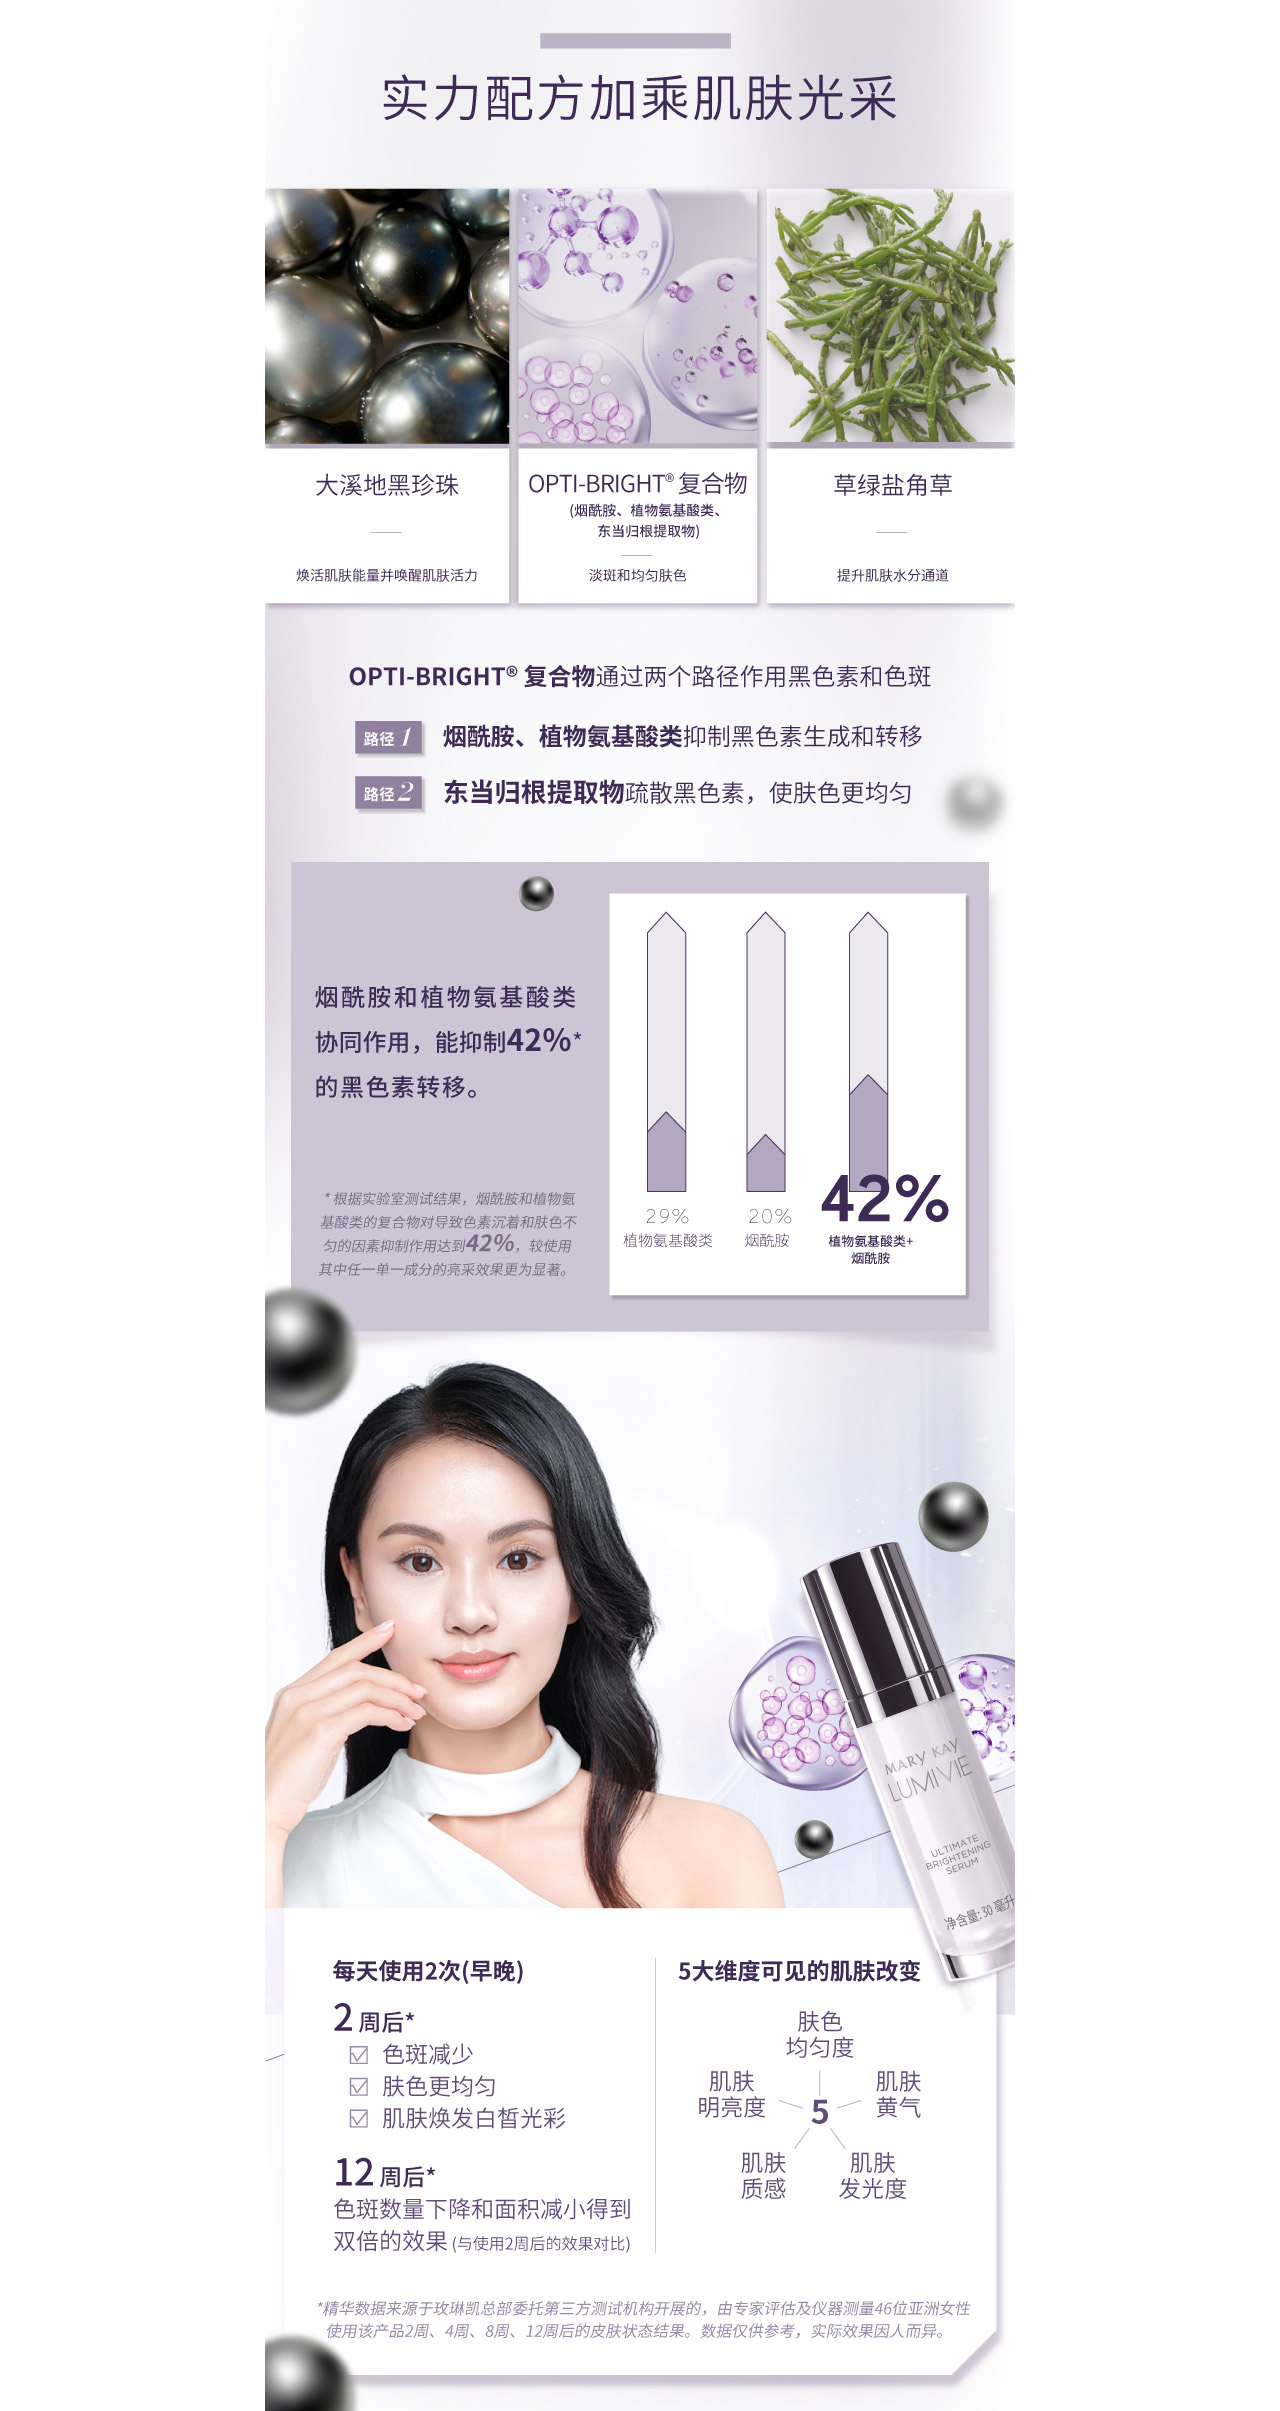 实力配方加乘肌肤光采
大溪地黑珍珠
焕活肌肤能量并唤醒肌肤活力
OPTI-BRIGHT® 复合物
(烟酰胺、植物氨基酸类、
东当归根提取物)
淡斑和均匀肤色
草绿盐角草
提升肌肤水分通道
OPTI-BRIGHT® 复合物通过两个路径作用黑色素和色斑
路径 1 烟酰胺、植物氨基酸类抑制黑色素生成和转移
路径 2 东当归根提取物疏散黑色素，使肤色更均匀
烟酰胺和植物氨基酸类
协同作用，能抑制42%*
的黑色素转移。
*根据实验室测试结果，烟酰胺和植物氨
基酸类的复合物对导致色素沉着和肤色不
匀的因素抑制作用达到42%，较使用
其中任一单一成分的亮采效果更为显著。
29%
植物氨基酸类
20%
烟酰胺
42%
植物氨基酸类+
烟酰胺
MARY KAY
LUMIVIE
ULTIMATE
BRIGHTENING
SERUM
净含量:30 毫升
每天使用2次(早晚)
2 周后*
色斑减少
肤色更均匀
肌肤焕发白皙光彩
12 周后*
色斑数量下降和面积减小得到
双倍的效果 (与使用2周后的效果对比)
5大维度可见的肌肤改变
肤色
均匀度
肌肤
明亮度
肌肤
黄气
5
肌肤
质感
肌肤
发光度
*精华数据来源于玫琳凯总部委托第三方测试机构开展的，由专家评估及仪器测量46位亚洲女性
使用该产品2周、4周、8周、12周后的皮肤状态结果。数据仅供参考，实际效果因人而异。